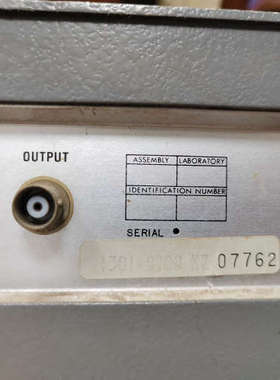 OUTPUT
ASSEMBLY LABORATORY
IDENTIFICATION NUMBER
SERIAL
07762